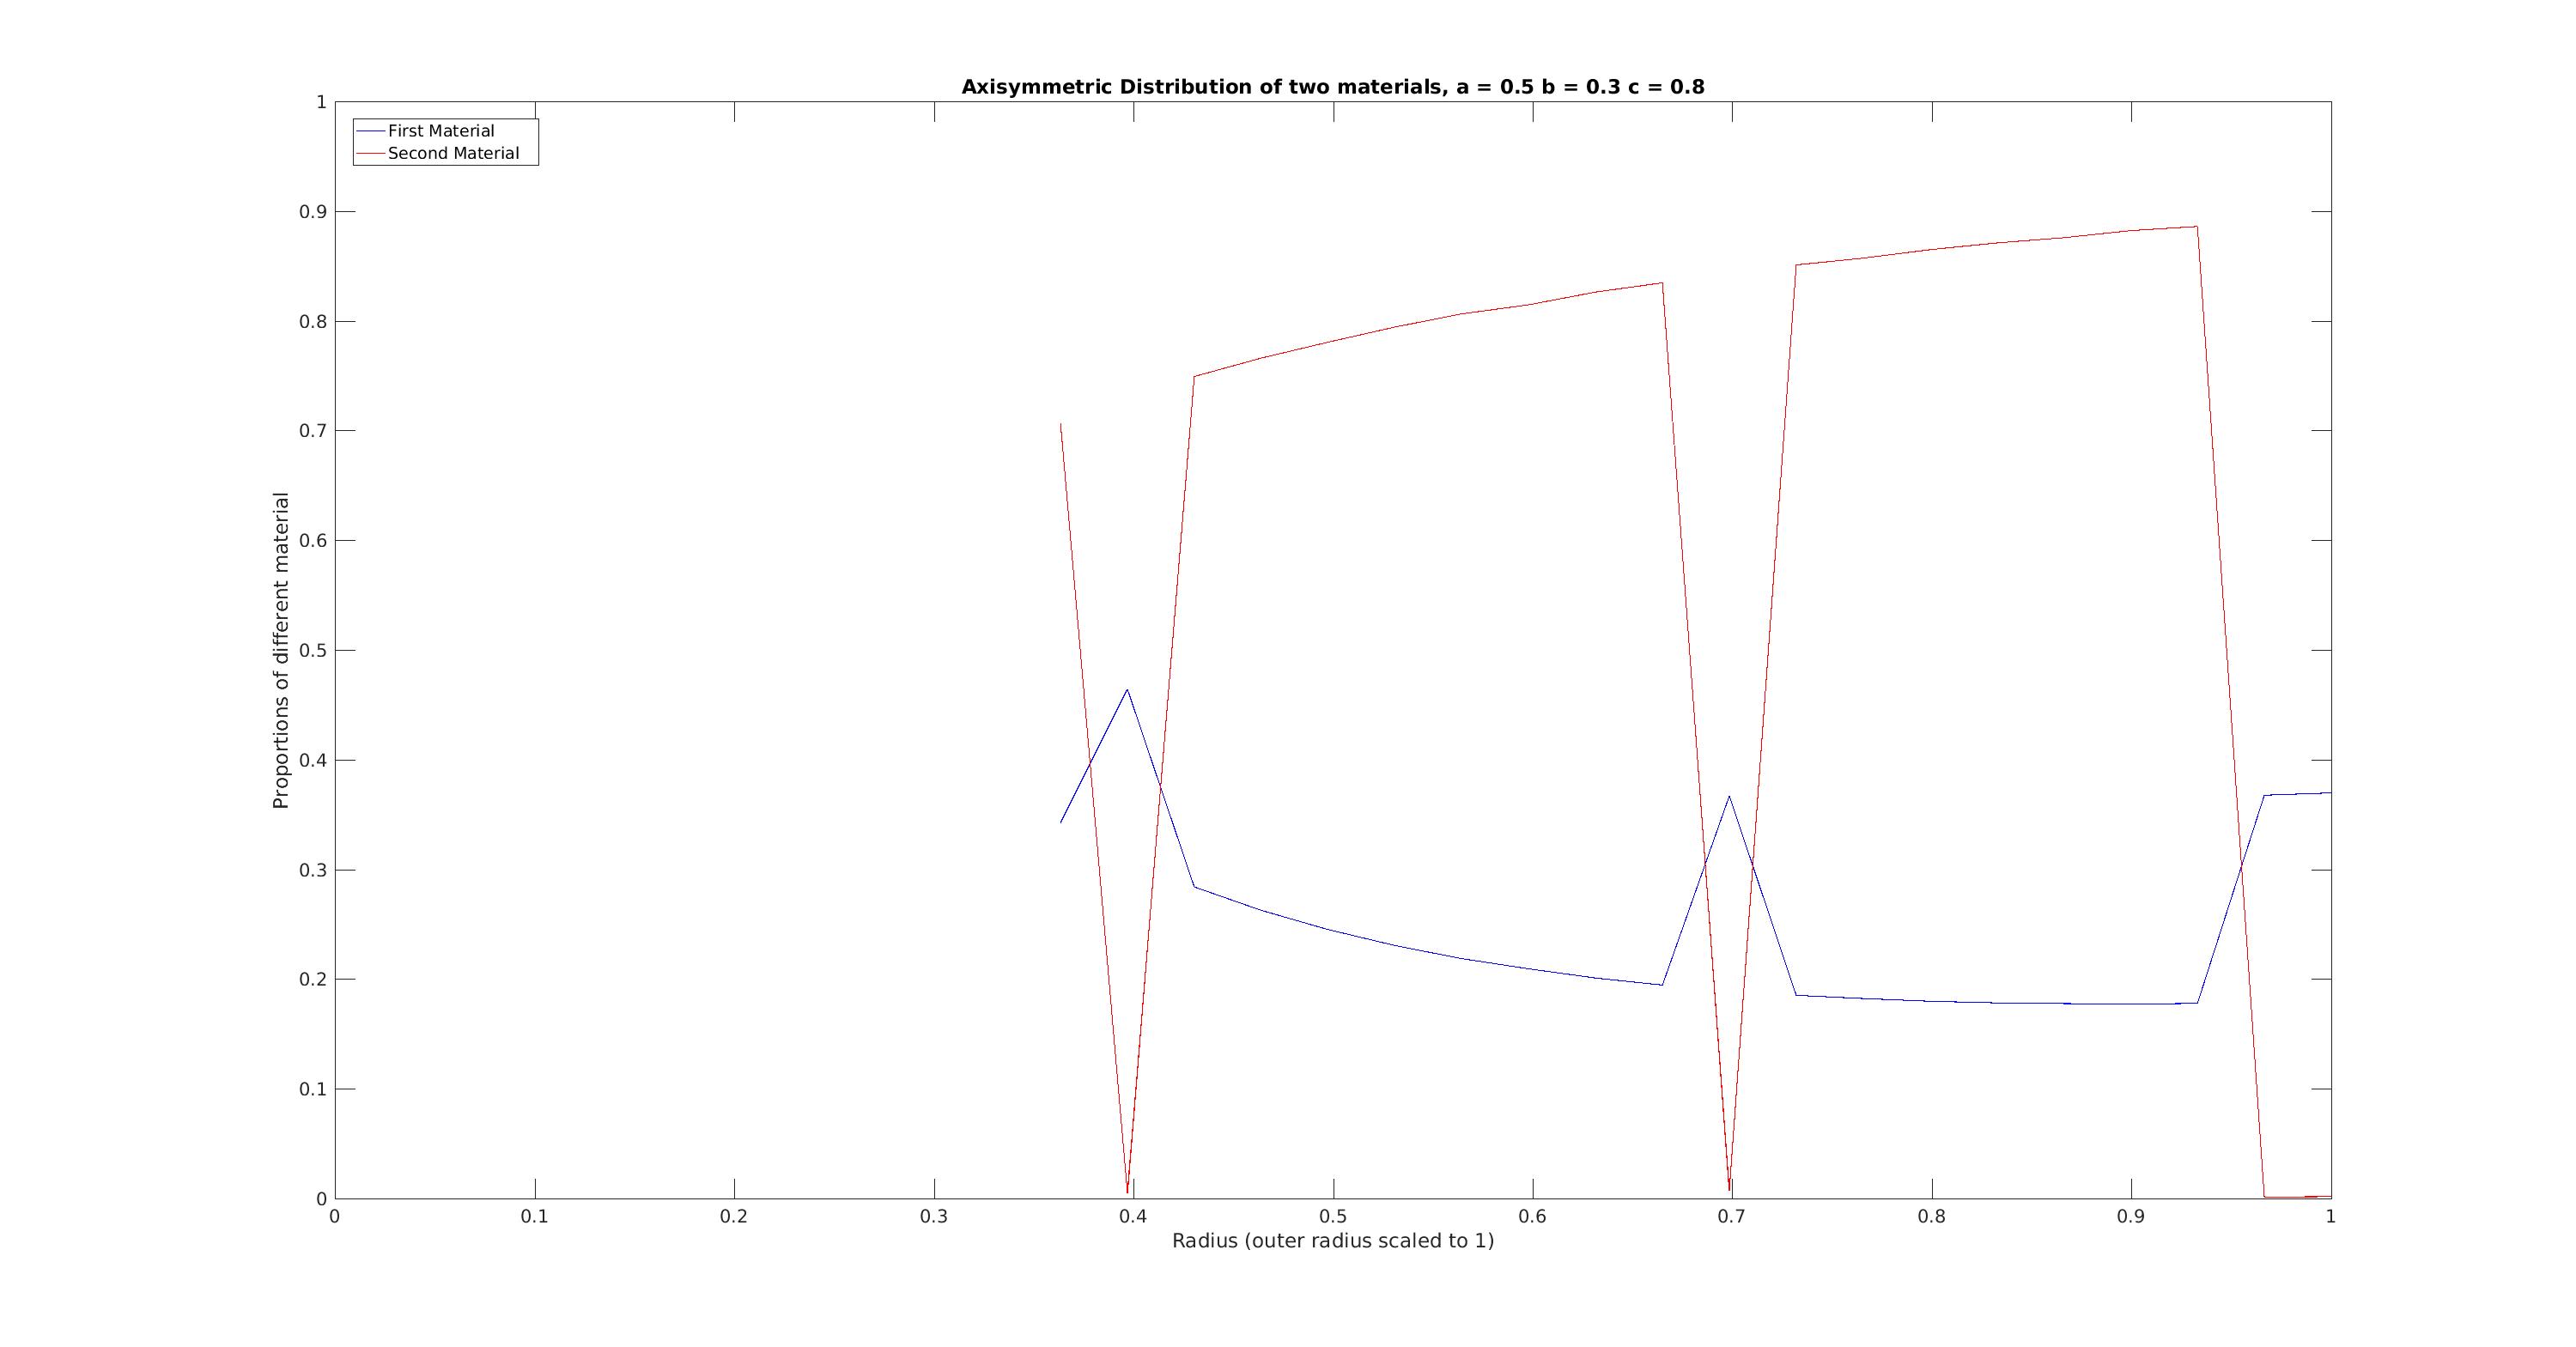 Axisymmetric Distribution of two materials, a = 0.5 b = 0.3 c = 0.8
First Material
Second Material
Proportions of different material
1
0.9
0.8
0.7
0.6
0.5
0.4
0.3
0.2
0.1
0
0 0.1 0.2 0.3 0.4 0.5 0.6 0.7 0.8 0.9 1
Radius (outer radius scaled to 1)